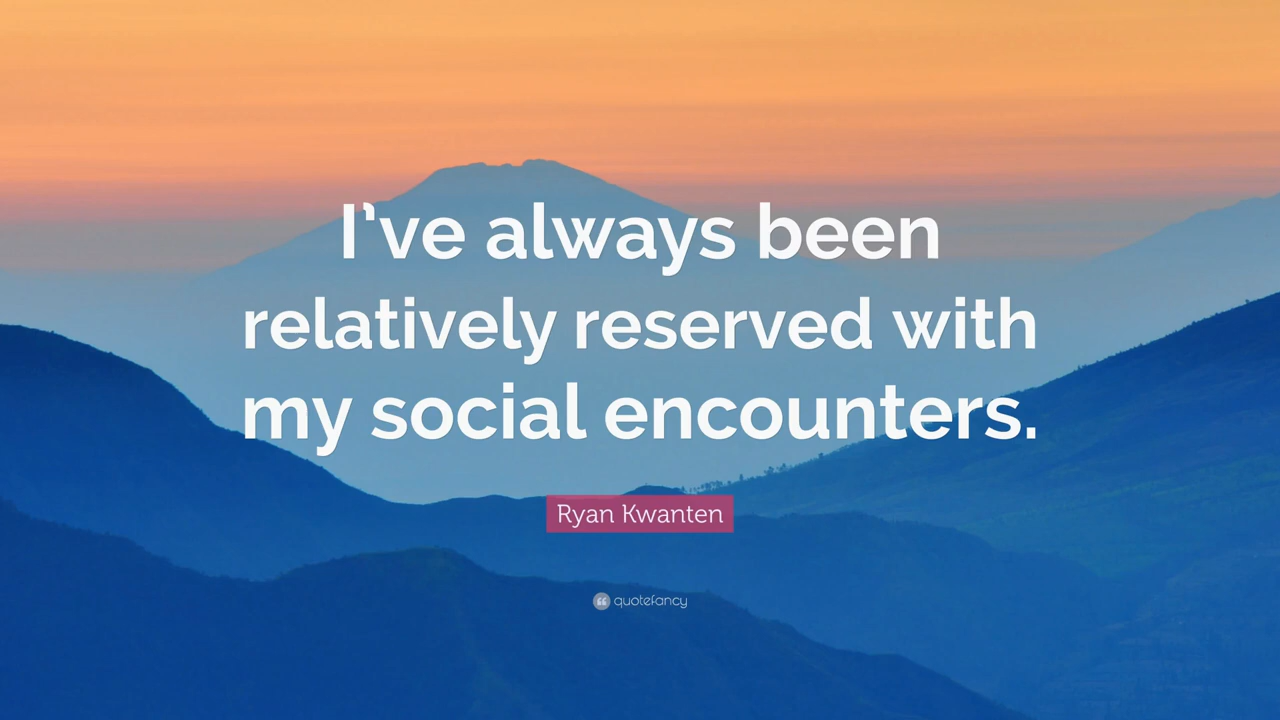 I’ve always been
relatively reserved with
my social encounters.
Ryan Kwanten
quotefancy